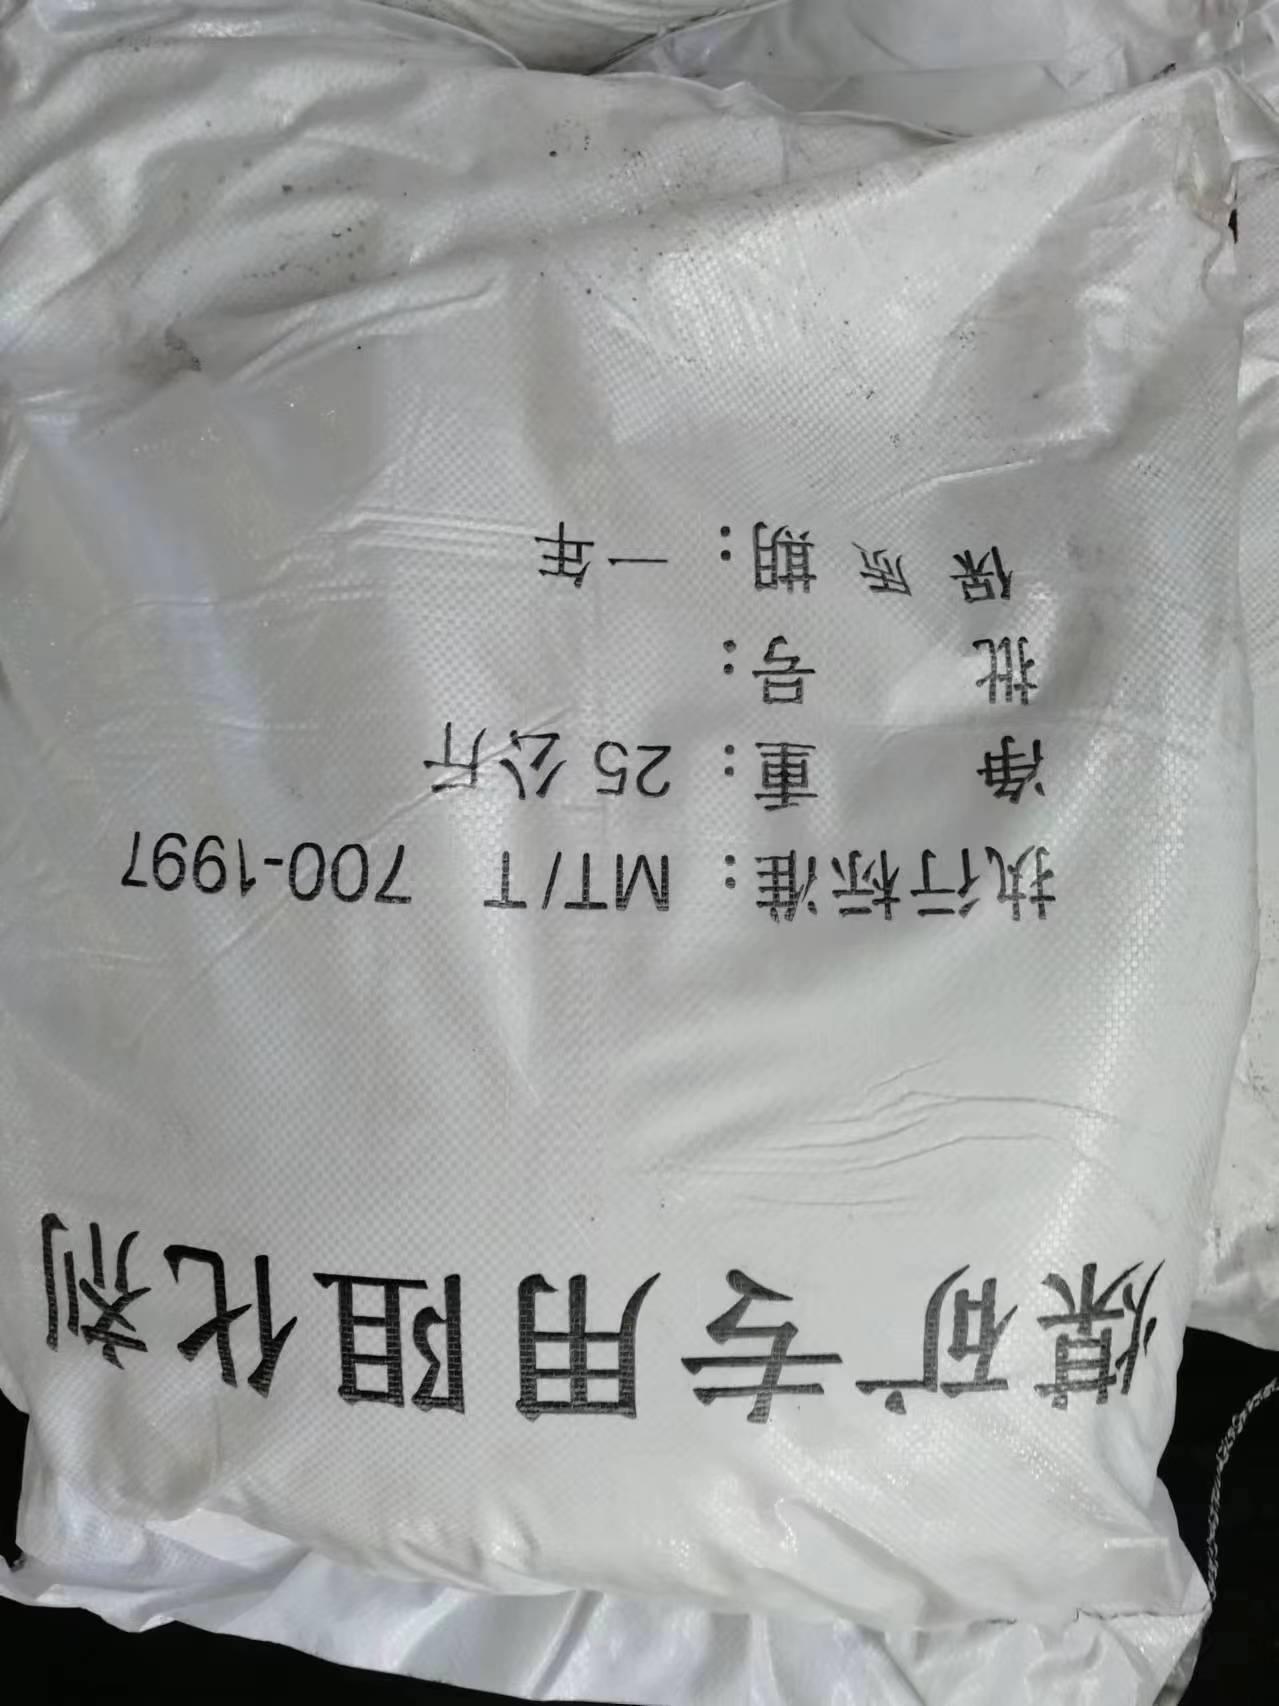 煤矿专用阻化剂
执行标准：MT/T 700-1997
净 重：25公斤
批 号：
保质期：一年